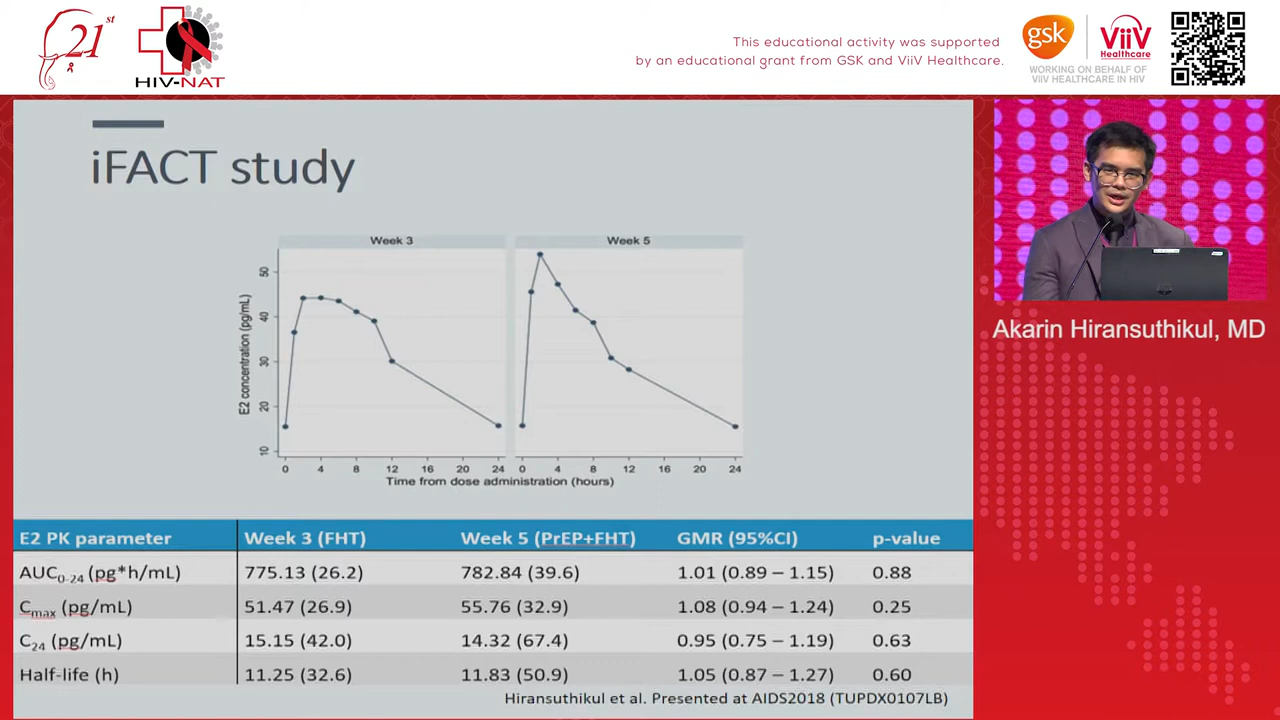 21st
HIV-NAT
This educational activity was supported
by an educational grant from GSK and ViiV Healthcare.
gsk
ViiV
Healthcare
WORKING ON BEHALF OF
VIIV HEALTHCARE IN HIV
iFACT study
Week 3
Week 5
E2 concentration (pg/mL)
50
40
30
20
10
0 4 8 12 16 20 24
0 4 8 12 16 20 24
Time from dose administration (hours)
Akarin Hiransuthikul, MD
E2 PK parameter Week 3 (FHT) Week 5 (PrEP+FHT) GMR (95%CI) p-value
AUC0-24 (pg*h/mL) 775.13 (26.2) 782.84 (39.6) 1.01 (0.89 – 1.15) 0.88
Cmax (pg/mL) 51.47 (26.9) 55.76 (32.9) 1.08 (0.94 – 1.24) 0.25
C24 (pg/mL) 15.15 (42.0) 14.32 (67.4) 0.95 (0.75 – 1.19) 0.63
Half-life (h) 11.25 (32.6) 11.83 (50.9) 1.05 (0.87 – 1.27) 0.60
Hiransuthikul et al. Presented at AIDS2018 (TUPDX0107LB)